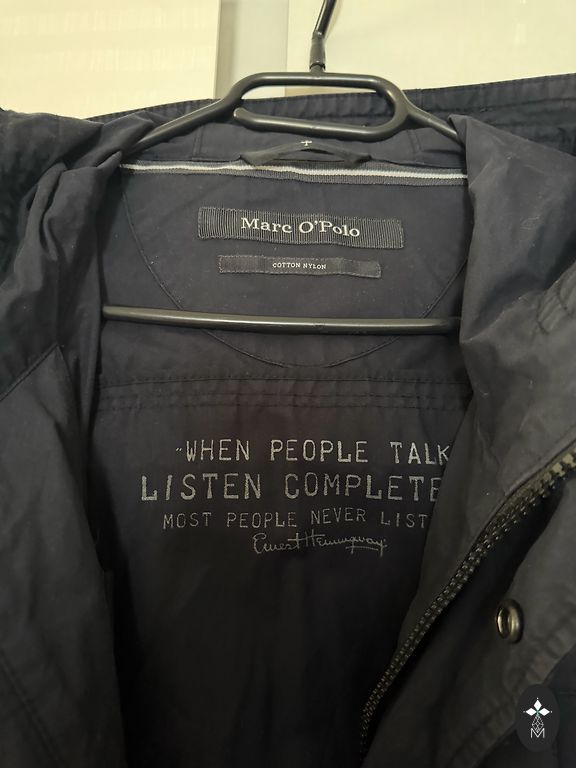 Marc O'Polo
COTTON NYLON
"WHEN PEOPLE TALK
LISTEN COMPLETE
MOST PEOPLE NEVER LIST
Ernest Hemingway.
M